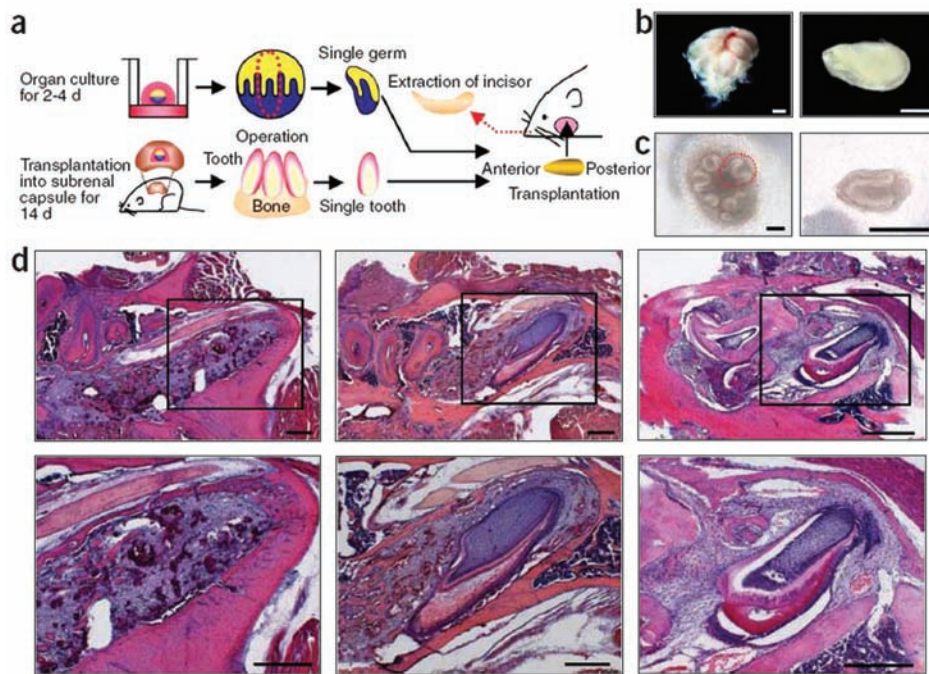 a
Organ culture
for 2-4 d
Single germ
Extraction of incisor
Operation
Transplantation
into subrenal
capsule for
14 d
Tooth
Bone
Single tooth
Anterior
Posterior
Transplantation
b
c
d